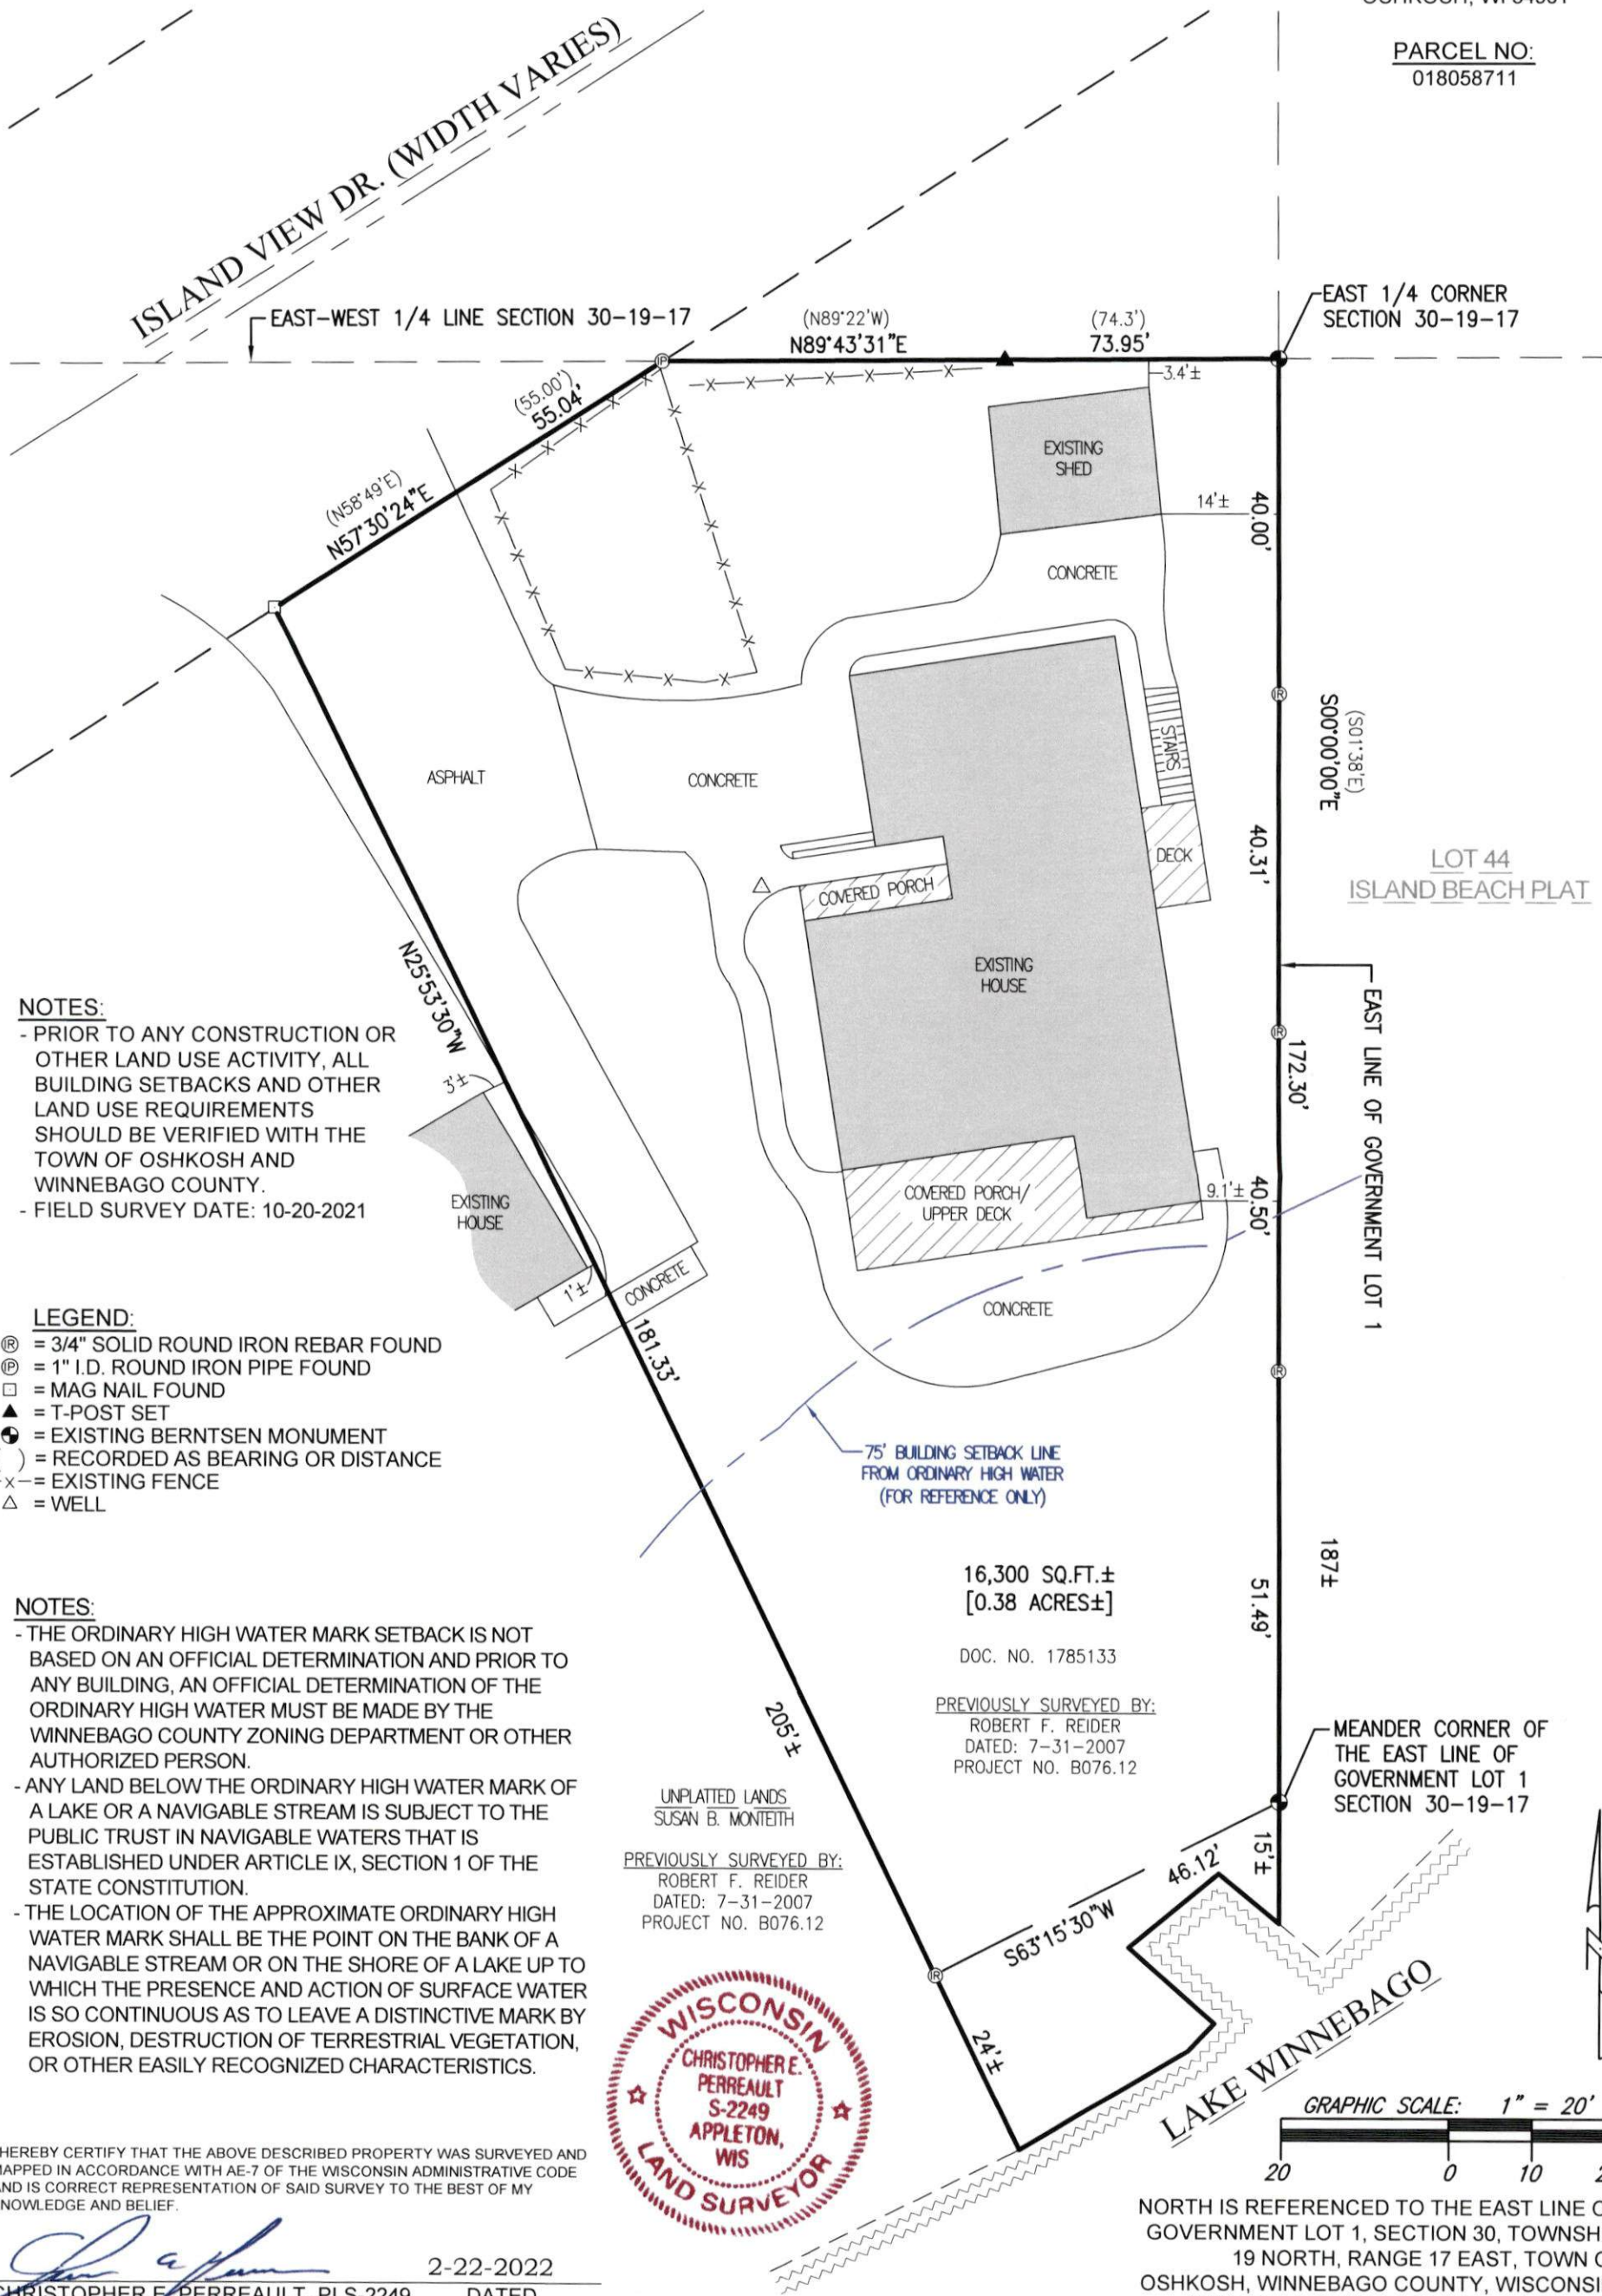 PARCEL NO:
018058711
ISLAND VIEW DR. (WIDTH VARIES)
EAST-WEST 1/4 LINE SECTION 30-19-17
(N89°22'W)
N89°43'31"E
(74.3')
73.95'
EAST 1/4 CORNER
SECTION 30-19-17
3.4'±
(55.00')
55.04'
(N58°49'E)
N57°30'24"E
EXISTING
SHED
14'±
40.00'
CONCRETE
(S01°38'E)
S00°00'00"E
STAIRS
ASPHALT
CONCRETE
DECK
40.31'
LOT 44
ISLAND BEACH PLAT
COVERED PORCH
EXISTING
HOUSE
N25°53'30"W
EAST LINE OF GOVERNMENT LOT 1
172.30'
NOTES:
- PRIOR TO ANY CONSTRUCTION OR
OTHER LAND USE ACTIVITY, ALL
BUILDING SETBACKS AND OTHER
LAND USE REQUIREMENTS
SHOULD BE VERIFIED WITH THE
TOWN OF OSHKOSH AND
WINNEBAGO COUNTY.
- FIELD SURVEY DATE: 10-20-2021
3'±
EXISTING
HOUSE
1'±
CONCRETE
COVERED PORCH/
UPPER DECK
9.1'±
40.50'
CONCRETE
181.33'
LEGEND:
Ⓡ = 3/4" SOLID ROUND IRON REBAR FOUND
Ⓟ = 1" I.D. ROUND IRON PIPE FOUND
□ = MAG NAIL FOUND
▲ = T-POST SET
= EXISTING BERNTSEN MONUMENT
) = RECORDED AS BEARING OR DISTANCE
x— = EXISTING FENCE
△ = WELL
75' BUILDING SETBACK LINE
FROM ORDINARY HIGH WATER
(FOR REFERENCE ONLY)
187±
51.49'
16,300 SQ.FT.±
[0.38 ACRES±]
DOC. NO. 1785133
PREVIOUSLY SURVEYED BY:
ROBERT F. REIDER
DATED: 7-31-2007
PROJECT NO. B076.12
205'±
NOTES:
- THE ORDINARY HIGH WATER MARK SETBACK IS NOT
BASED ON AN OFFICIAL DETERMINATION AND PRIOR TO
ANY BUILDING, AN OFFICIAL DETERMINATION OF THE
ORDINARY HIGH WATER MUST BE MADE BY THE
WINNEBAGO COUNTY ZONING DEPARTMENT OR OTHER
AUTHORIZED PERSON.
- ANY LAND BELOW THE ORDINARY HIGH WATER MARK OF
A LAKE OR A NAVIGABLE STREAM IS SUBJECT TO THE
PUBLIC TRUST IN NAVIGABLE WATERS THAT IS
ESTABLISHED UNDER ARTICLE IX, SECTION 1 OF THE
STATE CONSTITUTION.
- THE LOCATION OF THE APPROXIMATE ORDINARY HIGH
WATER MARK SHALL BE THE POINT ON THE BANK OF A
NAVIGABLE STREAM OR ON THE SHORE OF A LAKE UP TO
WHICH THE PRESENCE AND ACTION OF SURFACE WATER
IS SO CONTINUOUS AS TO LEAVE A DISTINCTIVE MARK BY
EROSION, DESTRUCTION OF TERRESTRIAL VEGETATION,
OR OTHER EASILY RECOGNIZED CHARACTERISTICS.
UNPLATTED LANDS
SUSAN B. MONTEITH
PREVIOUSLY SURVEYED BY:
ROBERT F. REIDER
DATED: 7-31-2007
PROJECT NO. B076.12
MEANDER CORNER OF
THE EAST LINE OF
GOVERNMENT LOT 1
SECTION 30-19-17
15'±
46.12'
S63°15'30"W
24'±
LAKE WINNEBAGO
WISCONSIN
CHRISTOPHER E.
PERREAULT
S-2249
APPLETON,
WIS
LAND SURVEYOR
GRAPHIC SCALE: 1" = 20'
20 0 10
HEREBY CERTIFY THAT THE ABOVE DESCRIBED PROPERTY WAS SURVEYED AND
MAPPED IN ACCORDANCE WITH AE-7 OF THE WISCONSIN ADMINISTRATIVE CODE
AND IS CORRECT REPRESENTATION OF SAID SURVEY TO THE BEST OF MY
KNOWLEDGE AND BELIEF.
2-22-2022
CHRISTOPHER E. PERREAULT, PLS-2249 DATED
NORTH IS REFERENCED TO THE EAST LINE O
GOVERNMENT LOT 1, SECTION 30, TOWNSH
19 NORTH, RANGE 17 EAST, TOWN O
OSHKOSH, WINNEBAGO COUNTY, WISCONSI